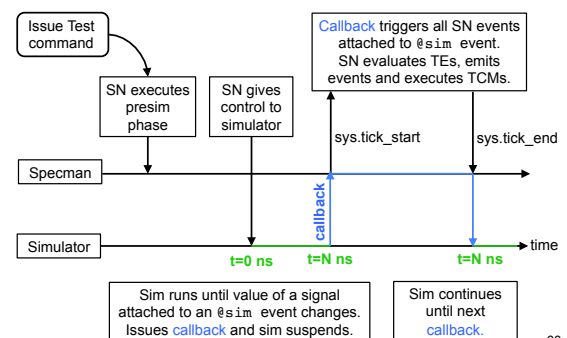 Issue Test
command
Callback triggers all SN events
attached to @sim event.
SN evaluates TEs, emits
events and executes TCMs.
SN executes
presim
phase
SN gives
control to
simulator
sys.tick_start
sys.tick_end
Specman
callback
Simulator
time
t=0 ns
t=N ns
t=N ns
Sim runs until value of a signal
attached to an @sim event changes.
Issues callback and sim suspends.
Sim continues
until next
callback.